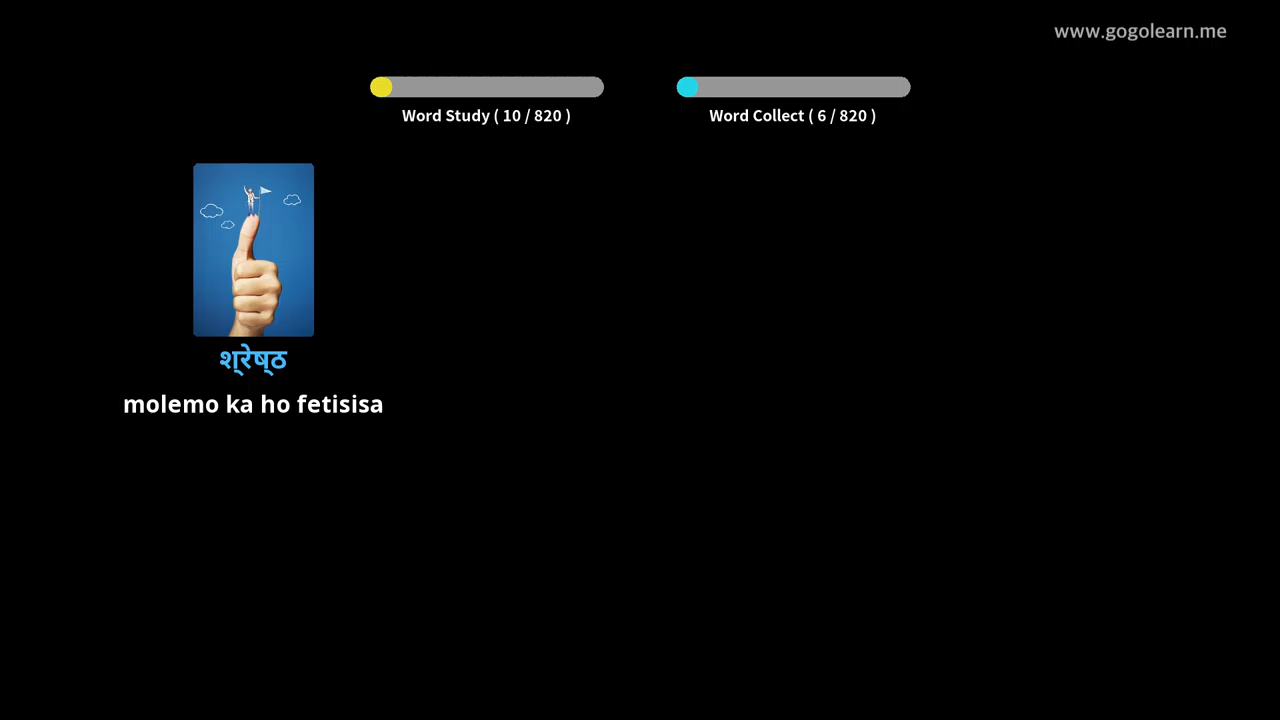 www.gogolearn.me
Word Study ( 10 / 820 )
Word Collect ( 6 / 820 )
श्रेष्ठ
molemo ka ho fetisisa